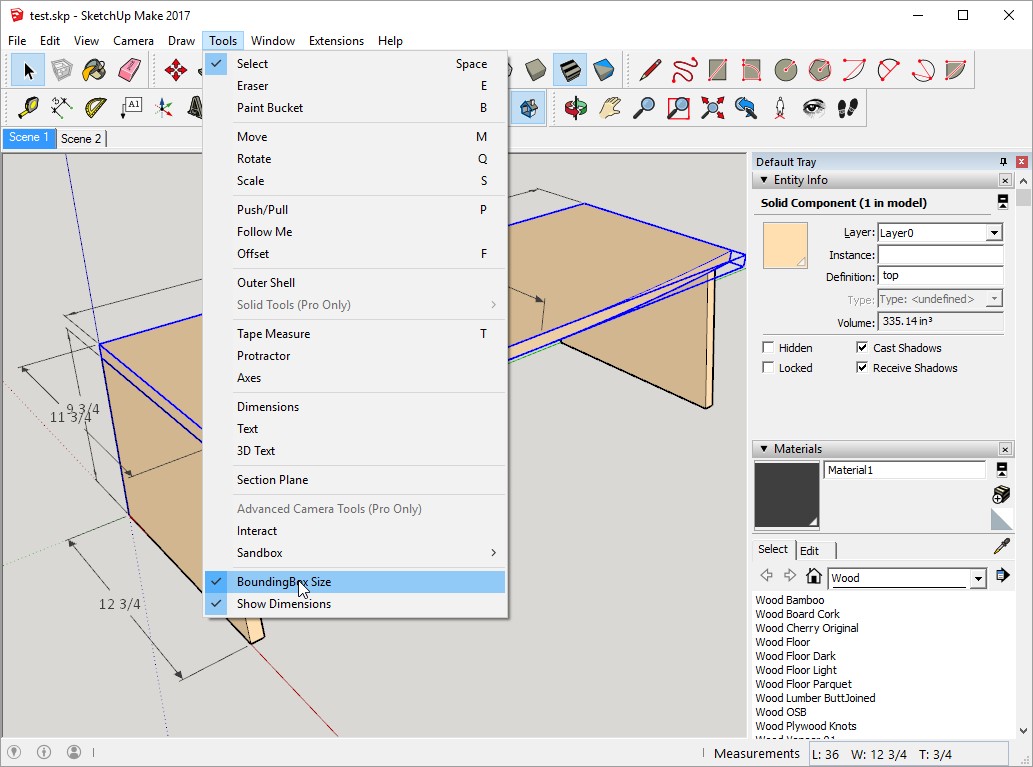 test.skp - SketchUp Make 2017
File Edit View Camera Draw Tools Window Extensions Help
A1
Scene 1 Scene 2
Select Space
Eraser E
Paint Bucket B
Move M
Rotate Q
Scale S
Push/Pull P
Follow Me
Offset F
Outer Shell
Solid Tools (Pro Only)
Tape Measure T
Protractor
Axes
Dimensions
Text
3D Text
Section Plane
Advanced Camera Tools (Pro Only)
Interact
Sandbox
BoundingBox Size
Show Dimensions
9 3/4
11 3/4
12 3/4
Default Tray
Entity Info
Solid Component (1 in model)
Layer: Layer0
Instance:
Definition: top
Type: Type: <undefined>
Volume: 335.14 in³
Hidden Cast Shadows
Locked Receive Shadows
Materials
Material1
Select Edit
Wood
Wood Bamboo
Wood Board Cork
Wood Cherry Original
Wood Floor
Wood Floor Dark
Wood Floor Light
Wood Floor Parquet
Wood Lumber ButtJoined
Wood OSB
Wood Plywood Knots
Measurements L: 36 W: 12 3/4 T: 3/4